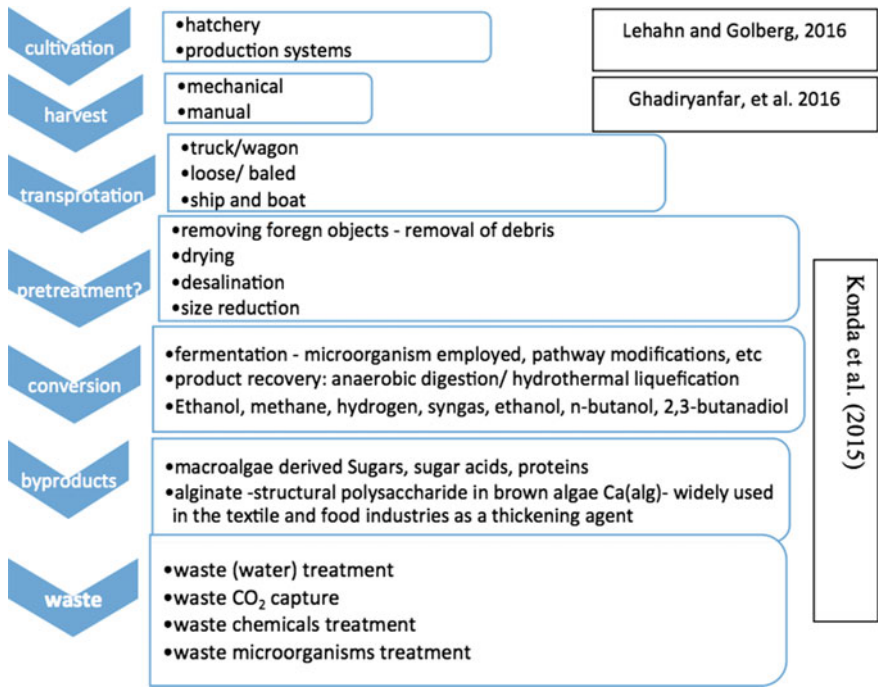 cultivation
•hatchery
•production systems
Lehahn and Golberg, 2016
harvest
•mechanical
•manual
Ghadiryanfar, et al. 2016
transprotation
•truck/wagon
•loose/ baled
•ship and boat
pretreatment?
•removing foregn objects - removal of debris
•drying
•desalination
•size reduction
conversion
•fermentation - microorganism employed, pathway modifications, etc
•product recovery: anaerobic digestion/ hydrothermal liquefication
•Ethanol, methane, hydrogen, syngas, ethanol, n-butanol, 2,3-butanadiol
byproducts
•macroalgae derived Sugars, sugar acids, proteins
•alginate -structural polysaccharide in brown algae Ca(alg)- widely used
in the textile and food industries as a thickening agent
waste
•waste (water) treatment
•waste CO₂ capture
•waste chemicals treatment
•waste microorganisms treatment
Konda et al. (2015)